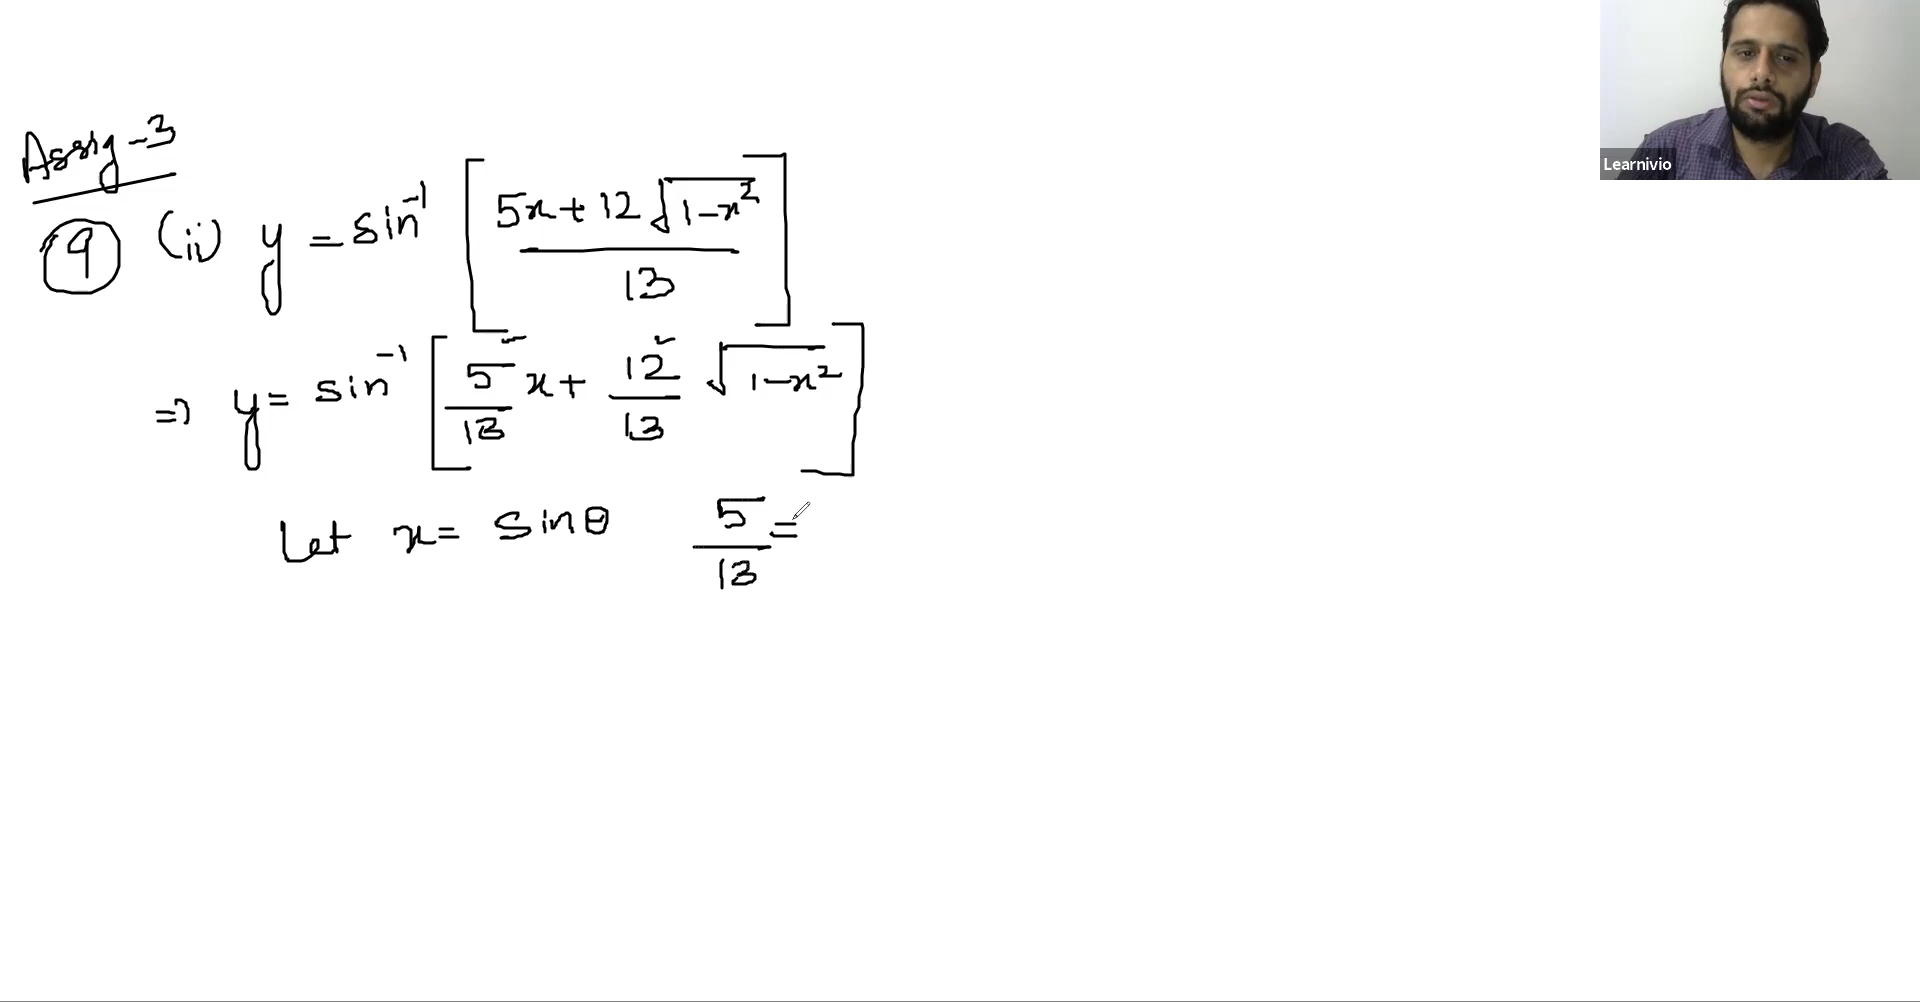 Assig-3
9 (ii) y = sin⁻¹ [ (5x + 12 √(1-x²)) / 13 ]
⇒ y = sin⁻¹ [ 5/13 x + 12/13 √(1-x²) ]
Let x = sinθ 5/13 =
Learnivio